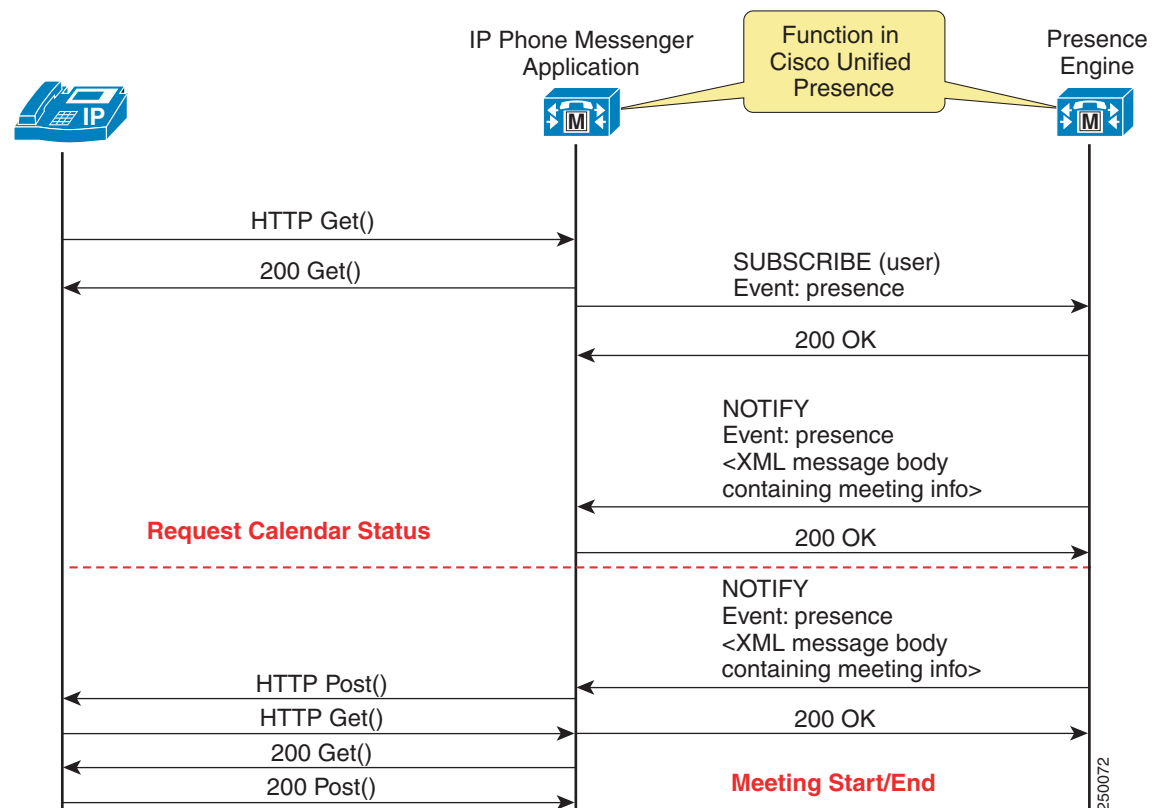 IP Phone Messenger
Application
Function in
Cisco Unified
Presence
Presence
Engine
IP
M
M
HTTP Get()
200 Get()
SUBSCRIBE (user)
Event: presence
200 OK
NOTIFY
Event: presence
<XML message body
containing meeting info>
Request Calendar Status
200 OK
NOTIFY
Event: presence
<XML message body
containing meeting info>
HTTP Post()
HTTP Get()
200 OK
200 Get()
200 Post()
Meeting Start/End
250072